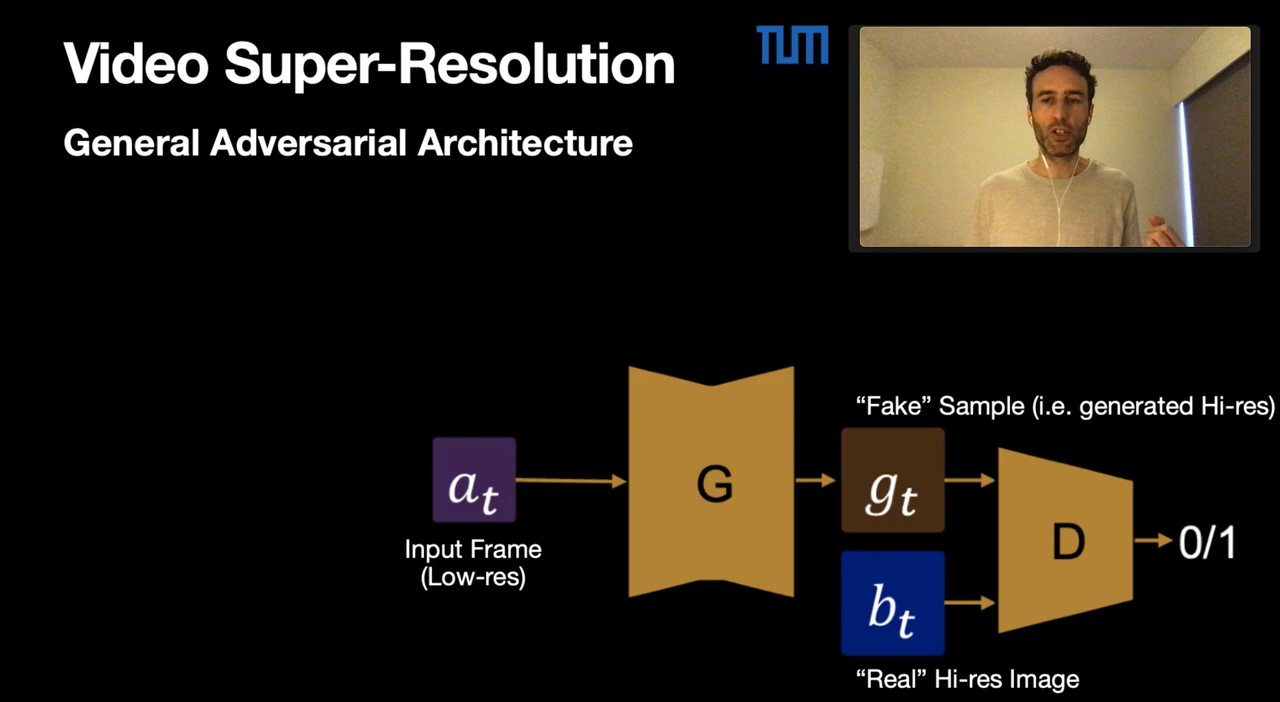 Video Super-Resolution
TUM
General Adversarial Architecture
“Fake” Sample (i.e. generated Hi-res)
a_t
G
g_t
D
0/1
Input Frame
(Low-res)
b_t
“Real” Hi-res Image